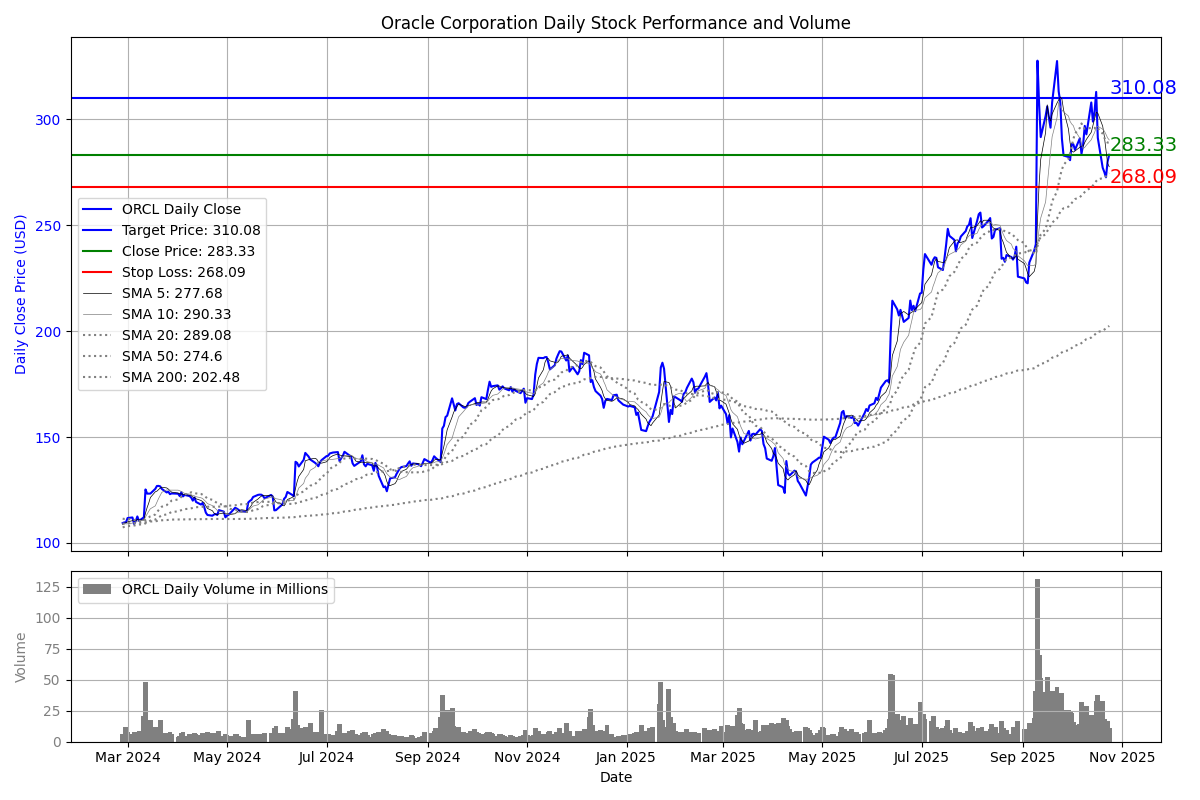 Oracle Corporation Daily Stock Performance and Volume
Daily Close Price (USD)
300
250
200
150
100
310.08
283.33
268.09
ORCL Daily Close
Target Price: 310.08
Close Price: 283.33
Stop Loss: 268.09
SMA 5: 277.68
SMA 10: 290.33
SMA 20: 289.08
SMA 50: 274.6
SMA 200: 202.48
Volume
125
100
75
50
25
0
ORCL Daily Volume in Millions
Mar 2024 May 2024 Jul 2024 Sep 2024 Nov 2024 Jan 2025 Mar 2025 May 2025 Jul 2025 Sep 2025 Nov 2025
Date